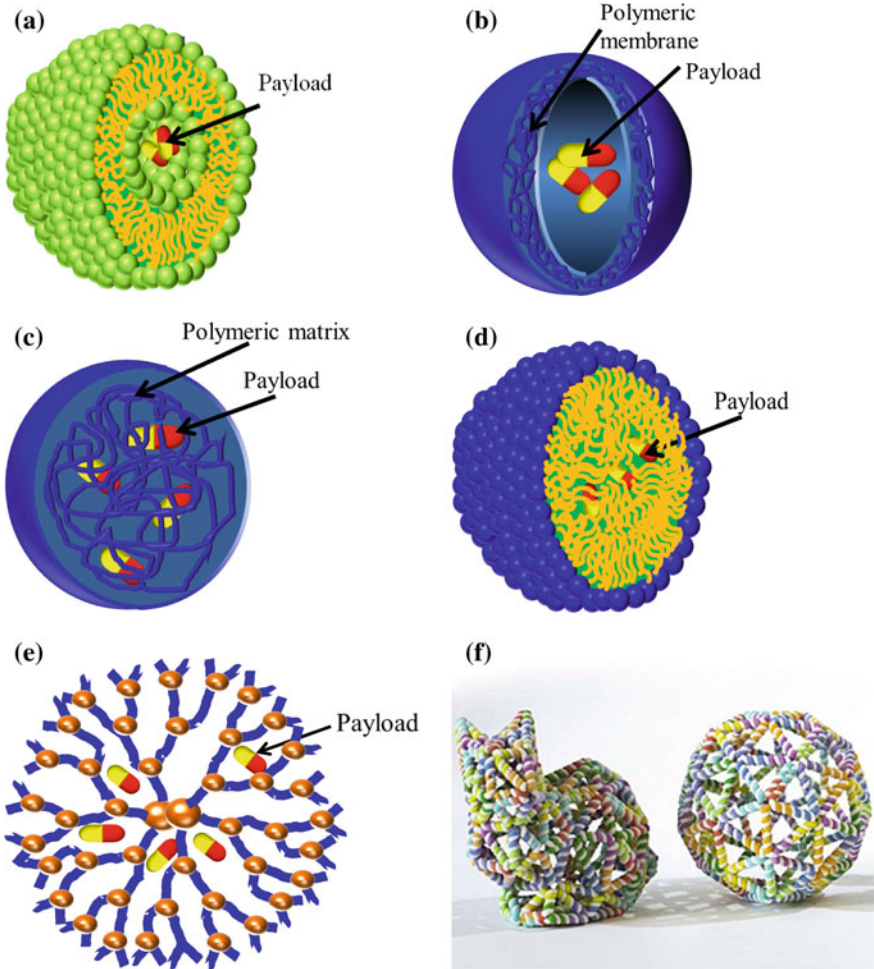 (a)
Payload
(b)
Polymeric
membrane
Payload
(c)
Polymeric matrix
Payload
(d)
Payload
(e)
Payload
(f)